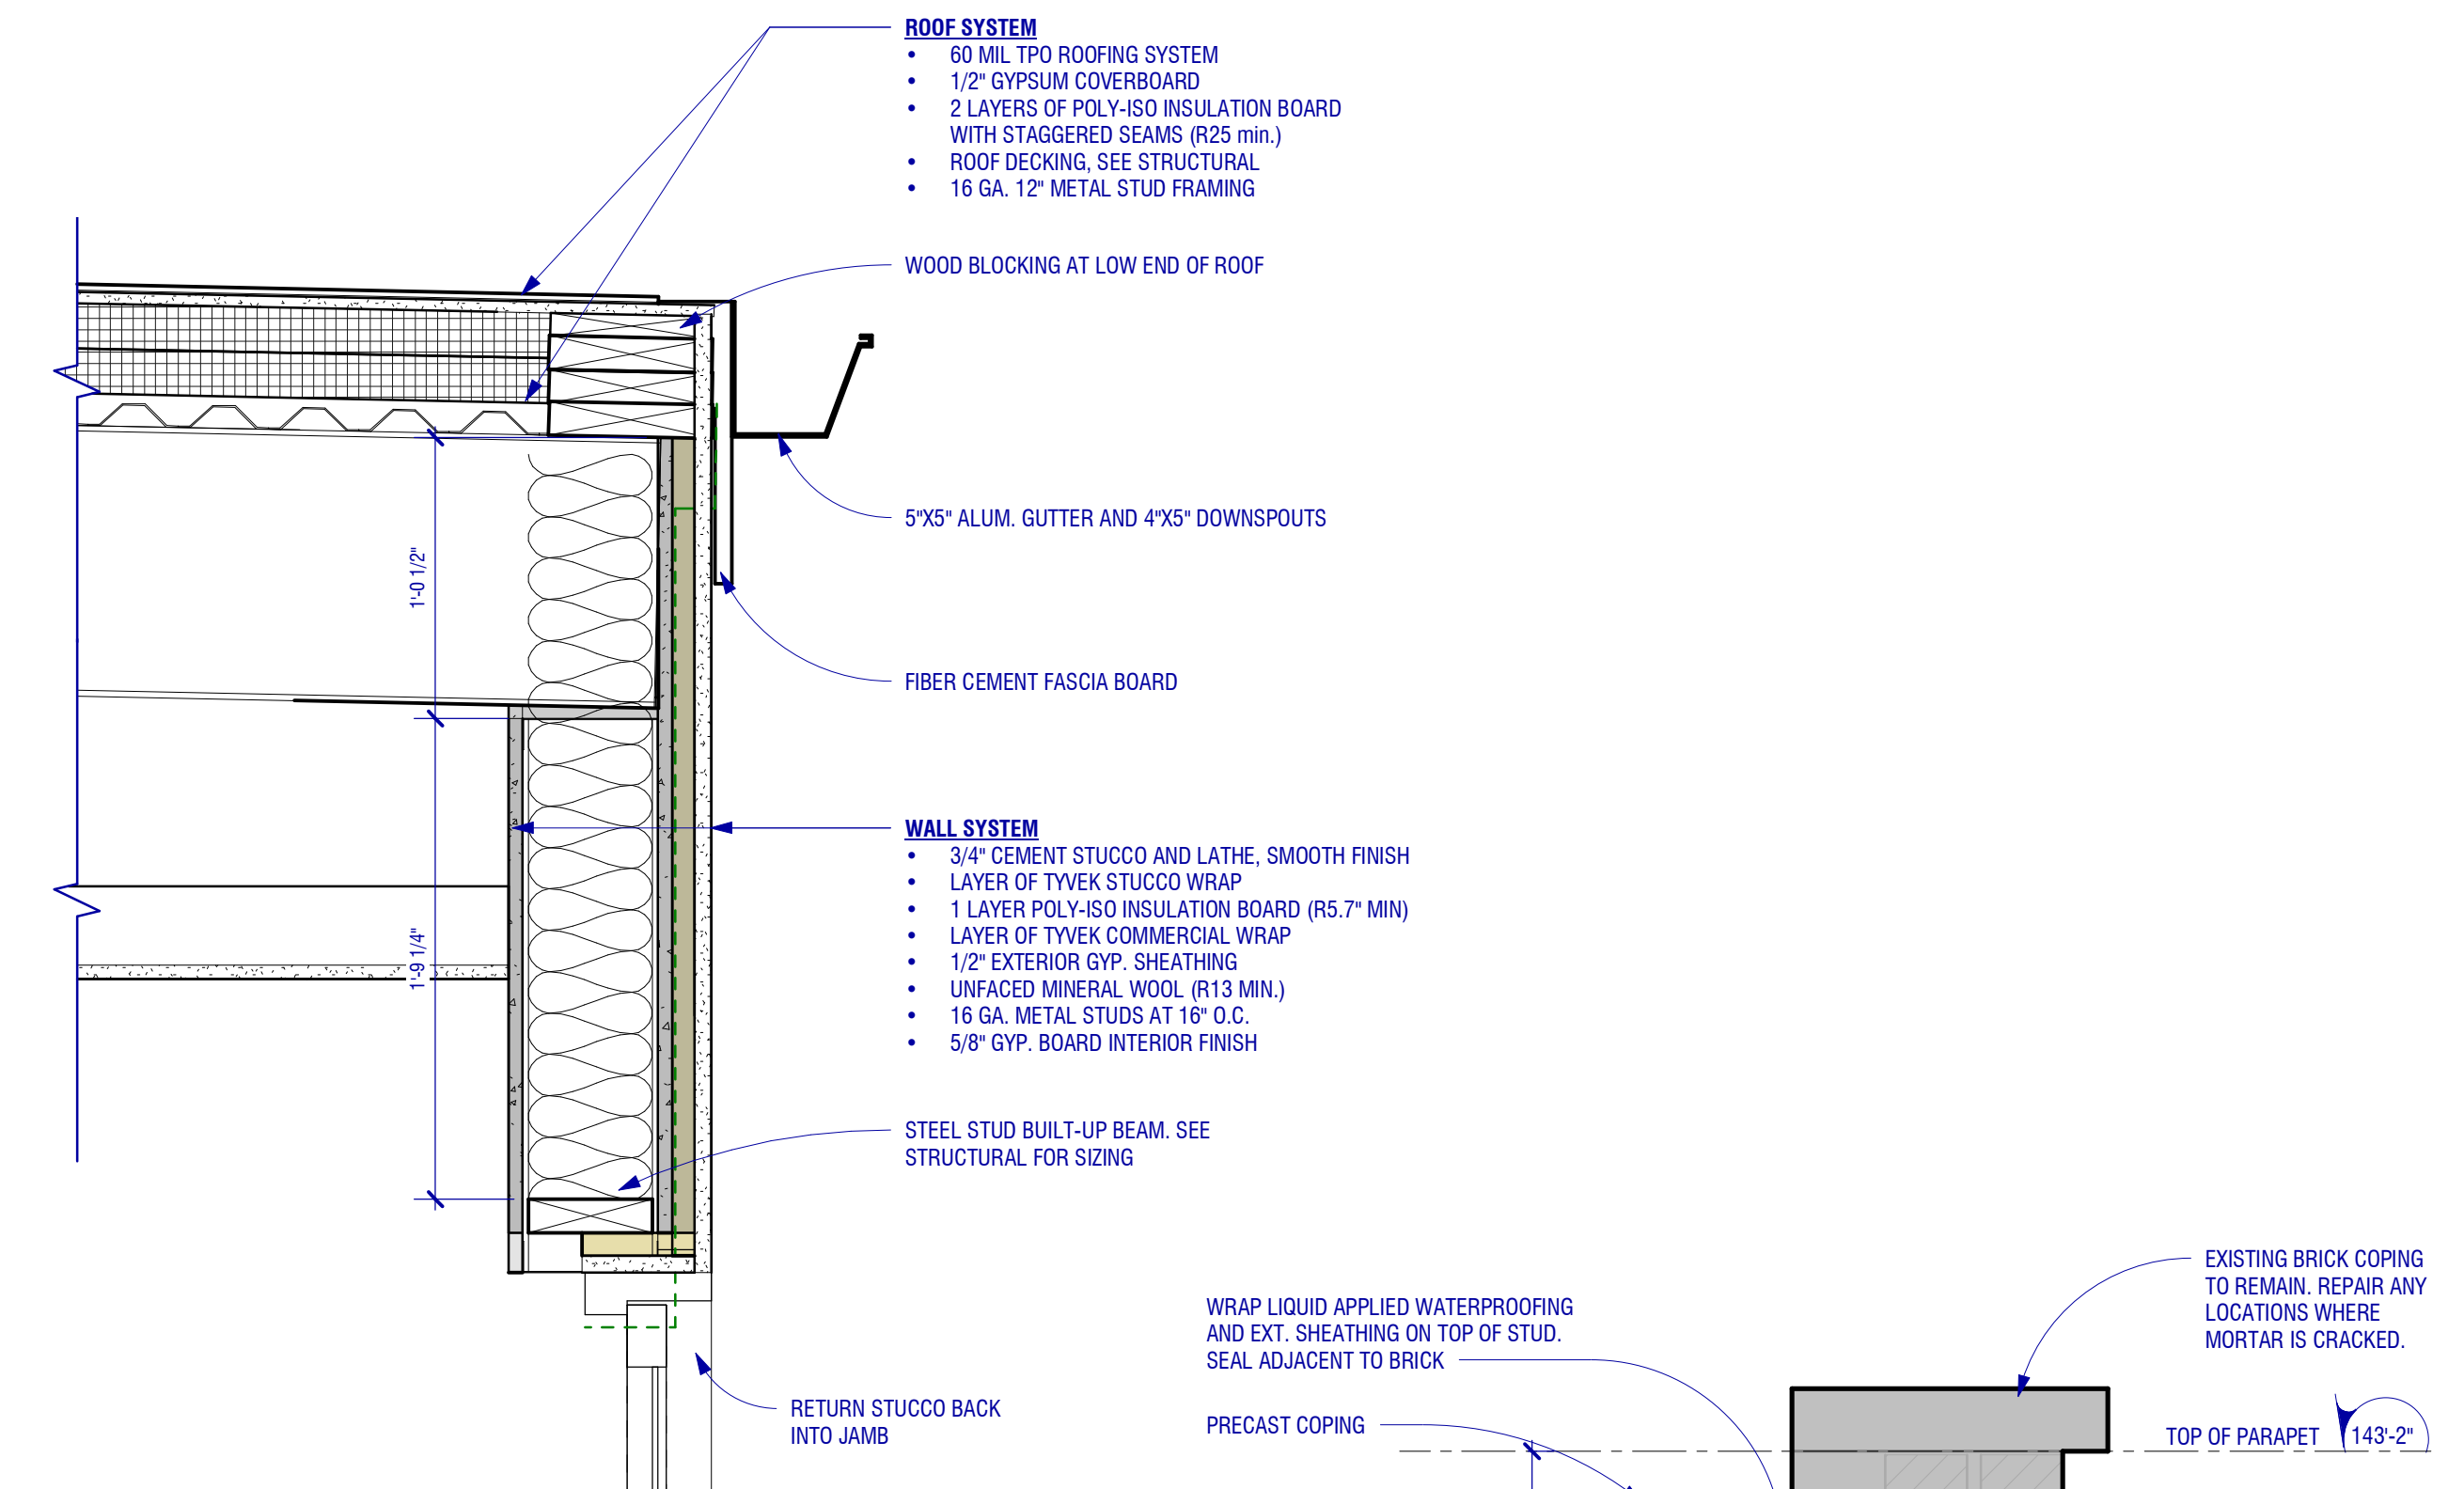 ROOF SYSTEM
• 60 MIL TPO ROOFING SYSTEM
• 1/2" GYPSUM COVERBOARD
• 2 LAYERS OF POLY-ISO INSULATION BOARD
WITH STAGGERED SEAMS (R25 min.)
• ROOF DECKING, SEE STRUCTURAL
• 16 GA. 12" METAL STUD FRAMING
WOOD BLOCKING AT LOW END OF ROOF
5"X5" ALUM. GUTTER AND 4"X5" DOWNSPOUTS
1'-0 1/2"
FIBER CEMENT FASCIA BOARD
WALL SYSTEM
• 3/4" CEMENT STUCCO AND LATHE, SMOOTH FINISH
• LAYER OF TYVEK STUCCO WRAP
• 1 LAYER POLY-ISO INSULATION BOARD (R5.7" MIN)
• LAYER OF TYVEK COMMERCIAL WRAP
• 1/2" EXTERIOR GYP. SHEATHING
• UNFACED MINERAL WOOL (R13 MIN.)
• 16 GA. METAL STUDS AT 16" O.C.
• 5/8" GYP. BOARD INTERIOR FINISH
1'-9 1/4"
STEEL STUD BUILT-UP BEAM. SEE
STRUCTURAL FOR SIZING
RETURN STUCCO BACK
INTO JAMB
WRAP LIQUID APPLIED WATERPROOFING
AND EXT. SHEATHING ON TOP OF STUD.
SEAL ADJACENT TO BRICK
PRECAST COPING
EXISTING BRICK COPING
TO REMAIN. REPAIR ANY
LOCATIONS WHERE
MORTAR IS CRACKED.
TOP OF PARAPET
143'-2"